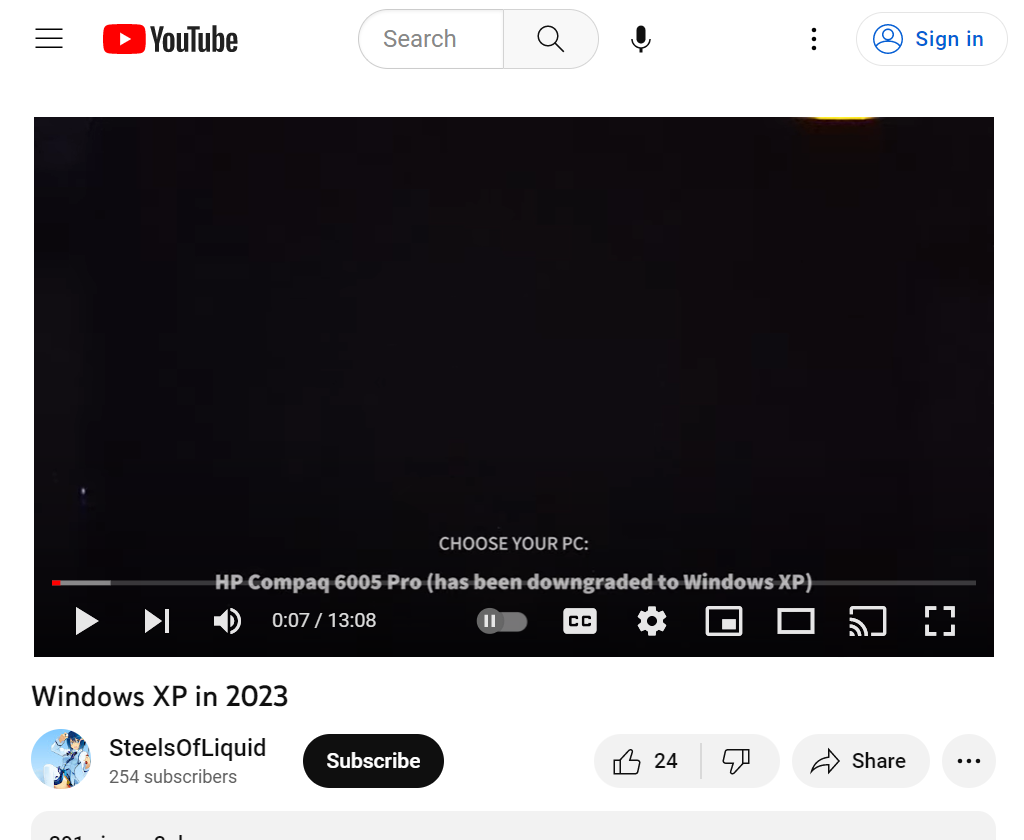 YouTube
Search
Sign in
CHOOSE YOUR PC:
HP Compaq 6005 Pro (has been downgraded to Windows XP)
0:07 / 13:08
CC
Windows XP in 2023
SteelsOfLiquid
254 subscribers
Subscribe
24
Share